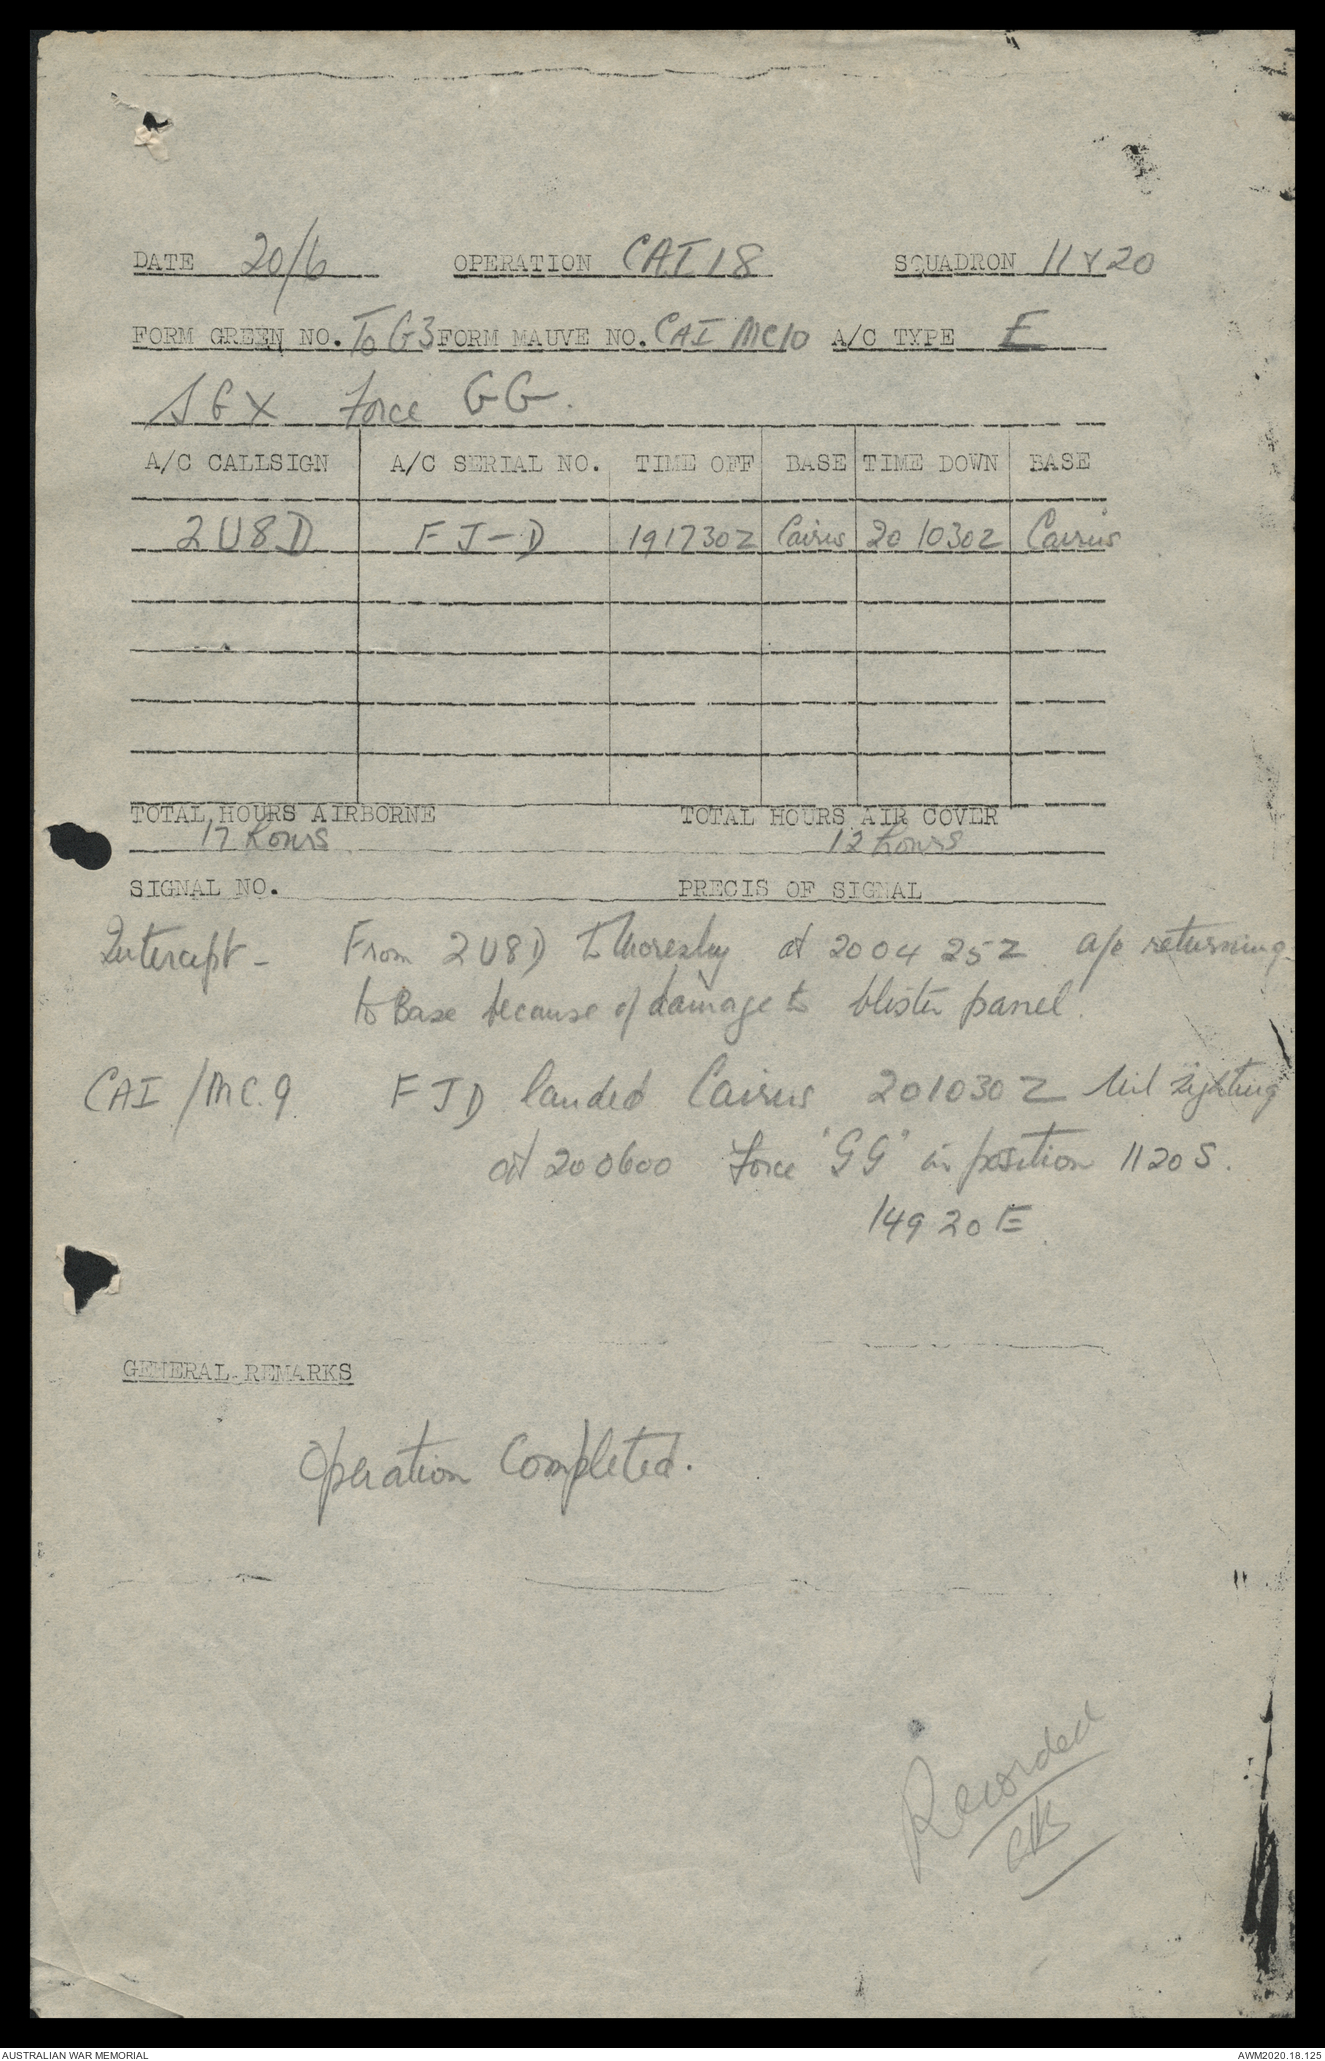 DATE 20/6 OPERATION CAI 18 SQUADRON 11 & 20
FORM GREEN NO. To G3 FORM MAUVE NO. CAI MC10 A/C TYPE E
Force GG.
A/C CALLSIGN A/C SERIAL NO. TIME OFF BASE TIME DOWN BASE
2U8D FJ-D 191730Z Cairns 201030Z Cairns
TOTAL HOURS AIRBORNE TOTAL HOURS AIR COVER
17 hours 12 hours
SIGNAL NO. PRECIS OF SIGNAL
Intercept - From 2U8D to Moresby at 200425Z a/c returning
to Base because of damage to blister panel.
CAI/MC.9 FJD landed Cairns 201030Z Nil sighting
at 200600 Force 'GG' in position 1120S.
14920E.
GENERAL REMARKS
Operation Completed.
Recorded
AUSTRALIAN WAR MEMORIAL AWM2020.18.125